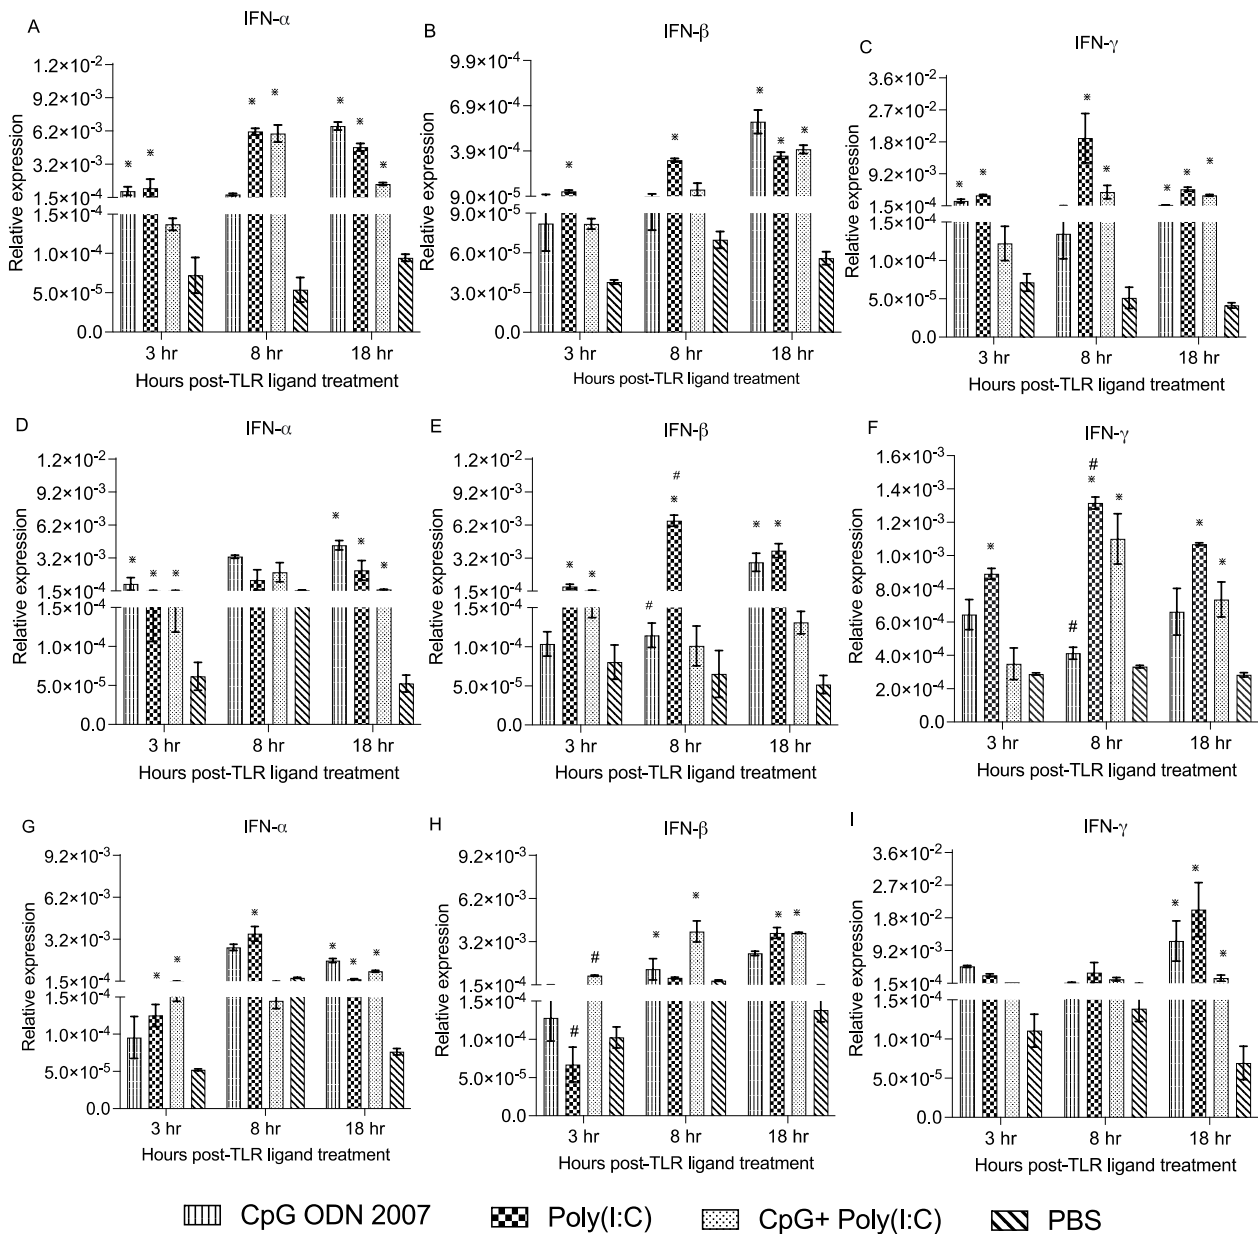 A
IFN-α
Relative expression
1.2×10⁻²
9.2×10⁻³
6.2×10⁻³
3.2×10⁻³
1.5×10⁻⁴
1.5×10⁻⁴
1.0×10⁻⁴
5.0×10⁻⁵
0.0
※ ※ ※ ※ ※ ※ ※
3 hr 8 hr 18 hr
Hours post-TLR ligand treatment
B
IFN-β
Relative expression
9.9×10⁻⁴
6.9×10⁻⁴
3.9×10⁻⁴
9.0×10⁻⁵
9.0×10⁻⁵
6.0×10⁻⁵
3.0×10⁻⁵
0.0
※ ※ ※ ※ ※
3 hr 8 hr 18 hr
Hours post-TLR ligand treatment
C
IFN-γ
Relative expression
3.6×10⁻²
2.7×10⁻²
1.8×10⁻²
9.2×10⁻³
1.5×10⁻⁴
1.5×10⁻⁴
1.0×10⁻⁴
5.0×10⁻⁵
0.0
※ ※ ※ ※ ※ ※ ※
3 hr 8 hr 18 hr
Hours post-TLR ligand treatment
D
IFN-α
Relative expression
1.2×10⁻²
9.2×10⁻³
6.2×10⁻³
3.2×10⁻³
1.5×10⁻⁴
1.5×10⁻⁴
1.0×10⁻⁴
5.0×10⁻⁵
0.0
※ ※ ※ ※ ※ ※
3 hr 8 hr 18 hr
Hours post-TLR ligand treatment
E
IFN-β
Relative expression
1.2×10⁻²
9.2×10⁻³
6.2×10⁻³
3.2×10⁻³
1.5×10⁻⁴
1.5×10⁻⁴
1.0×10⁻⁴
5.0×10⁻⁵
0.0
※ ※ # # ※ ※ ※
3 hr 8 hr 18 hr
Hours post-TLR ligand treatment
F
IFN-γ
Relative expression
1.6×10⁻³
1.4×10⁻³
1.2×10⁻³
1.0×10⁻³
8.0×10⁻⁴
6.0×10⁻⁴
4.0×10⁻⁴
2.0×10⁻⁴
0.0
※ # # ※ ※ ※ ※
3 hr 8 hr 18 hr
Hours post-TLR ligand treatment
G
IFN-α
Relative expression
9.2×10⁻³
6.2×10⁻³
3.2×10⁻³
1.5×10⁻⁴
1.5×10⁻⁴
1.0×10⁻⁴
5.0×10⁻⁵
0.0
※ ※ ※ ※ ※ ※
3 hr 8 hr 18 hr
Hours post-TLR ligand treatment
H
IFN-β
Relative expression
9.2×10⁻³
6.2×10⁻³
3.2×10⁻³
1.5×10⁻⁴
1.5×10⁻⁴
1.0×10⁻⁴
5.0×10⁻⁵
0.0
# # ※ ※ ※ ※
3 hr 8 hr 18 hr
Hours post-TLR ligand treatment
I
IFN-γ
Relative expression
3.6×10⁻²
2.7×10⁻²
1.8×10⁻²
9.2×10⁻³
1.5×10⁻⁴
1.5×10⁻⁴
1.0×10⁻⁴
5.0×10⁻⁵
0.0
※ ※ ※
3 hr 8 hr 18 hr
Hours post-TLR ligand treatment
CpG ODN 2007 Poly(I:C) CpG+ Poly(I:C) PBS